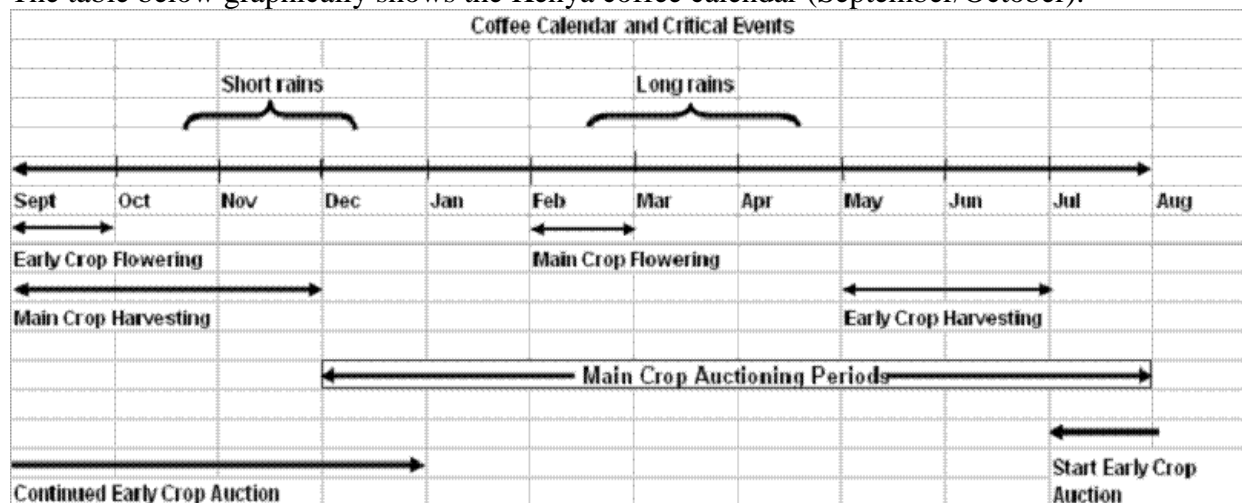 The table below graphically shows the Kenya coffee calendar (September/October).
Coffee Calendar and Critical Events
Short rains Long rains
Sept Oct Nov Dec Jan Feb Mar Apr May Jun Jul Aug
Early Crop Flowering Main Crop Flowering
Main Crop Harvesting Early Crop Harvesting
Main Crop Auctioning Periods
Start Early Crop
Continued Early Crop Auction Auction